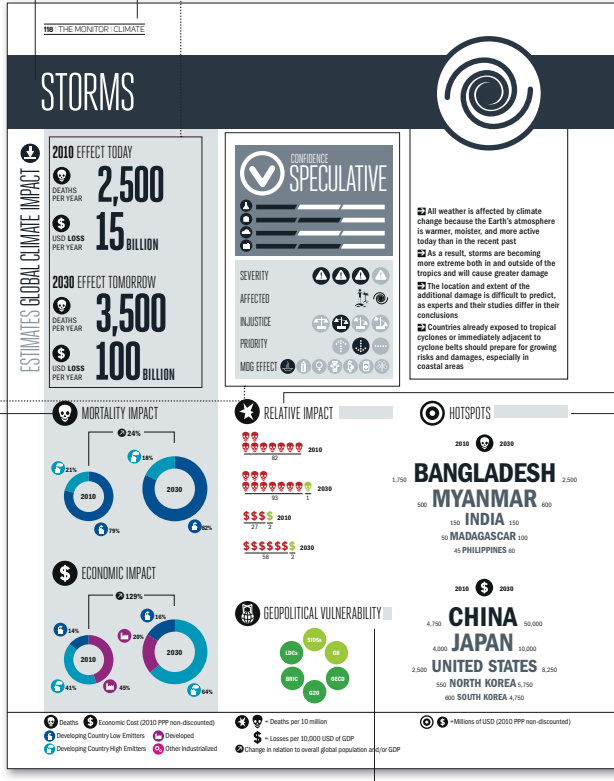 118 | THE MONITOR | CLIMATE
STORMS
ESTIMATES GLOBAL CLIMATE IMPACT
2010 EFFECT TODAY
DEATHS
PER YEAR
2,500
USD LOSS
PER YEAR
15 BILLION
2030 EFFECT TOMORROW
DEATHS
PER YEAR
3,500
USD LOSS
PER YEAR
100 BILLION
CONFIDENCE
SPECULATIVE
SEVERITY
AFFECTED
INJUSTICE
PRIORITY
MDG EFFECT
All weather is affected by climate
change because the Earth's atmosphere
is warmer, moister, and more active
today than in the recent past
As a result, storms are becoming
more extreme both in and outside of the
tropics and will cause greater damage
The location and extent of the
additional damage is difficult to predict,
as experts and their studies differ in their
conclusions
Countries already exposed to tropical
cyclones or immediately adjacent to
cyclone belts should prepare for growing
risks and damages, especially in
coastal areas
MORTALITY IMPACT
24%
21%
2010
79%
18%
2030
82%
ECONOMIC IMPACT
129%
14%
2010
41%
45%
16%
20%
2030
64%
RELATIVE IMPACT
2010
82
2030
93 1
$$$$ 2010
27 2
$$$$$$$ 2030
58 2
GEOPOLITICAL VULNERABILITY
SIDSs
LDCs
G8
BRIC
OECD
G20
HOTSPOTS
2010 2030
1,750 BANGLADESH 2,500
500 MYANMAR 600
150 INDIA 150
50 MADAGASCAR 100
45 PHILIPPINES 60
2010 $ 2030
4,750 CHINA 50,000
4,000 JAPAN 10,000
2,500 UNITED STATES 8,250
550 NORTH KOREA 5,750
600 SOUTH KOREA 4,750
Deaths $ Economic Cost (2010 PPP non-discounted)
Developing Country Low Emitters Developed
Developing Country High Emitters Other Industrialized
= Deaths per 10 million
$ = Losses per 10,000 USD of GDP
Change in relation to overall global population and/or GDP
$ =Millions of USD (2010 PPP non-discounted)